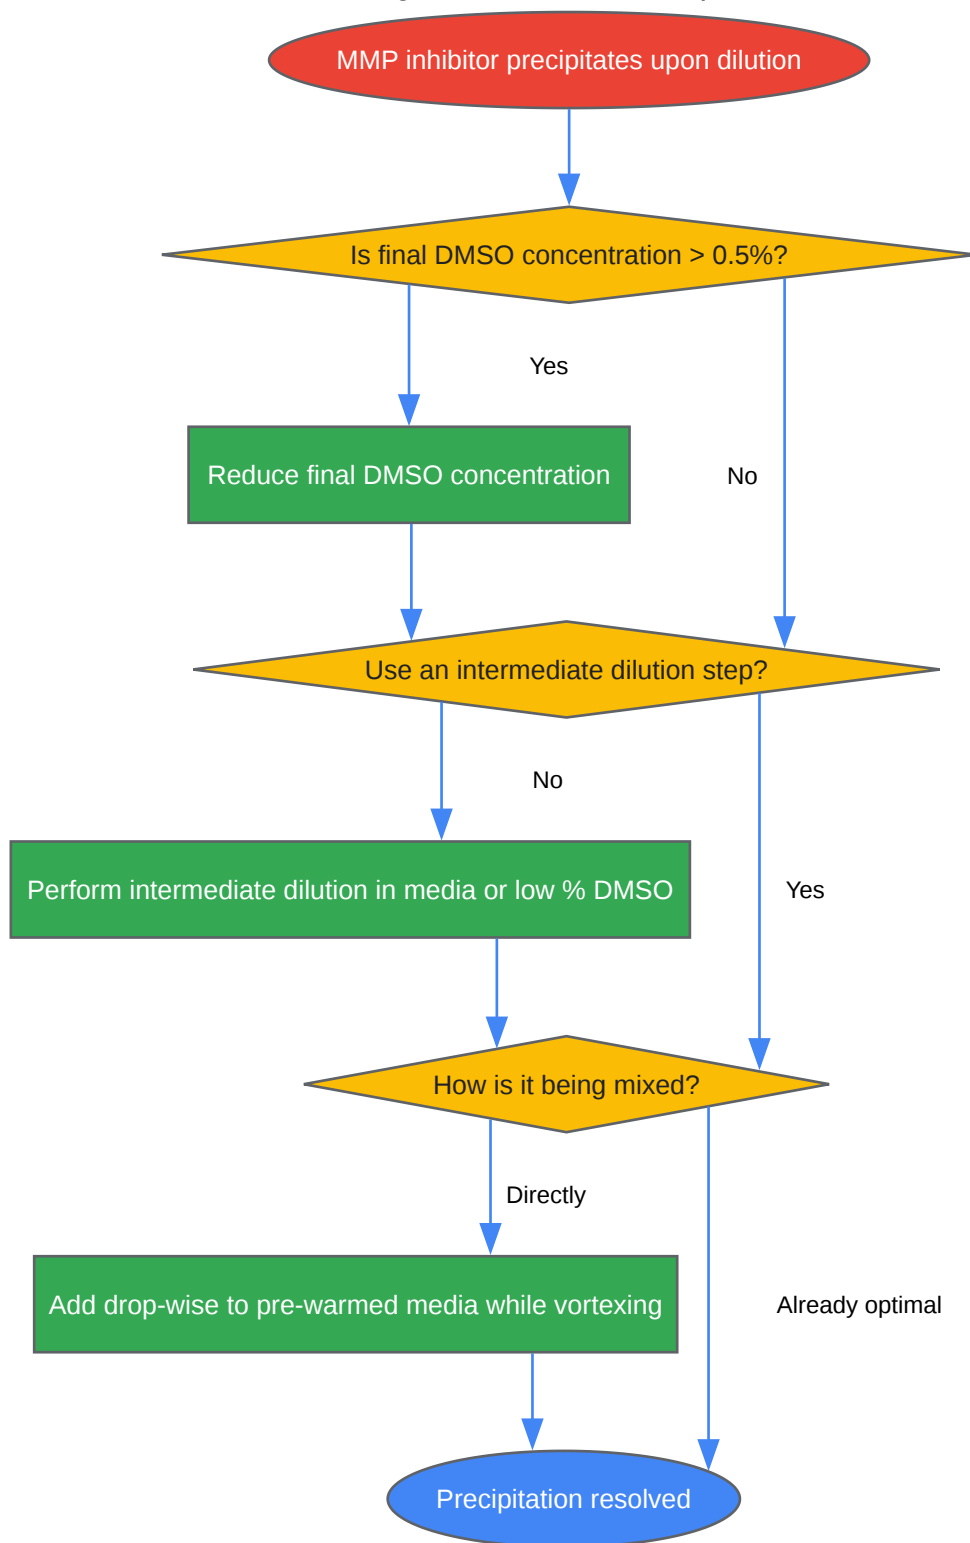 MMP inhibitor precipitates upon dilution
Is final DMSO concentration > 0.5%?
Yes
Reduce final DMSO concentration
No
Use an intermediate dilution step?
No
Perform intermediate dilution in media or low % DMSO
Yes
How is it being mixed?
Directly
Add drop-wise to pre-warmed media while vortexing
Already optimal
Precipitation resolved